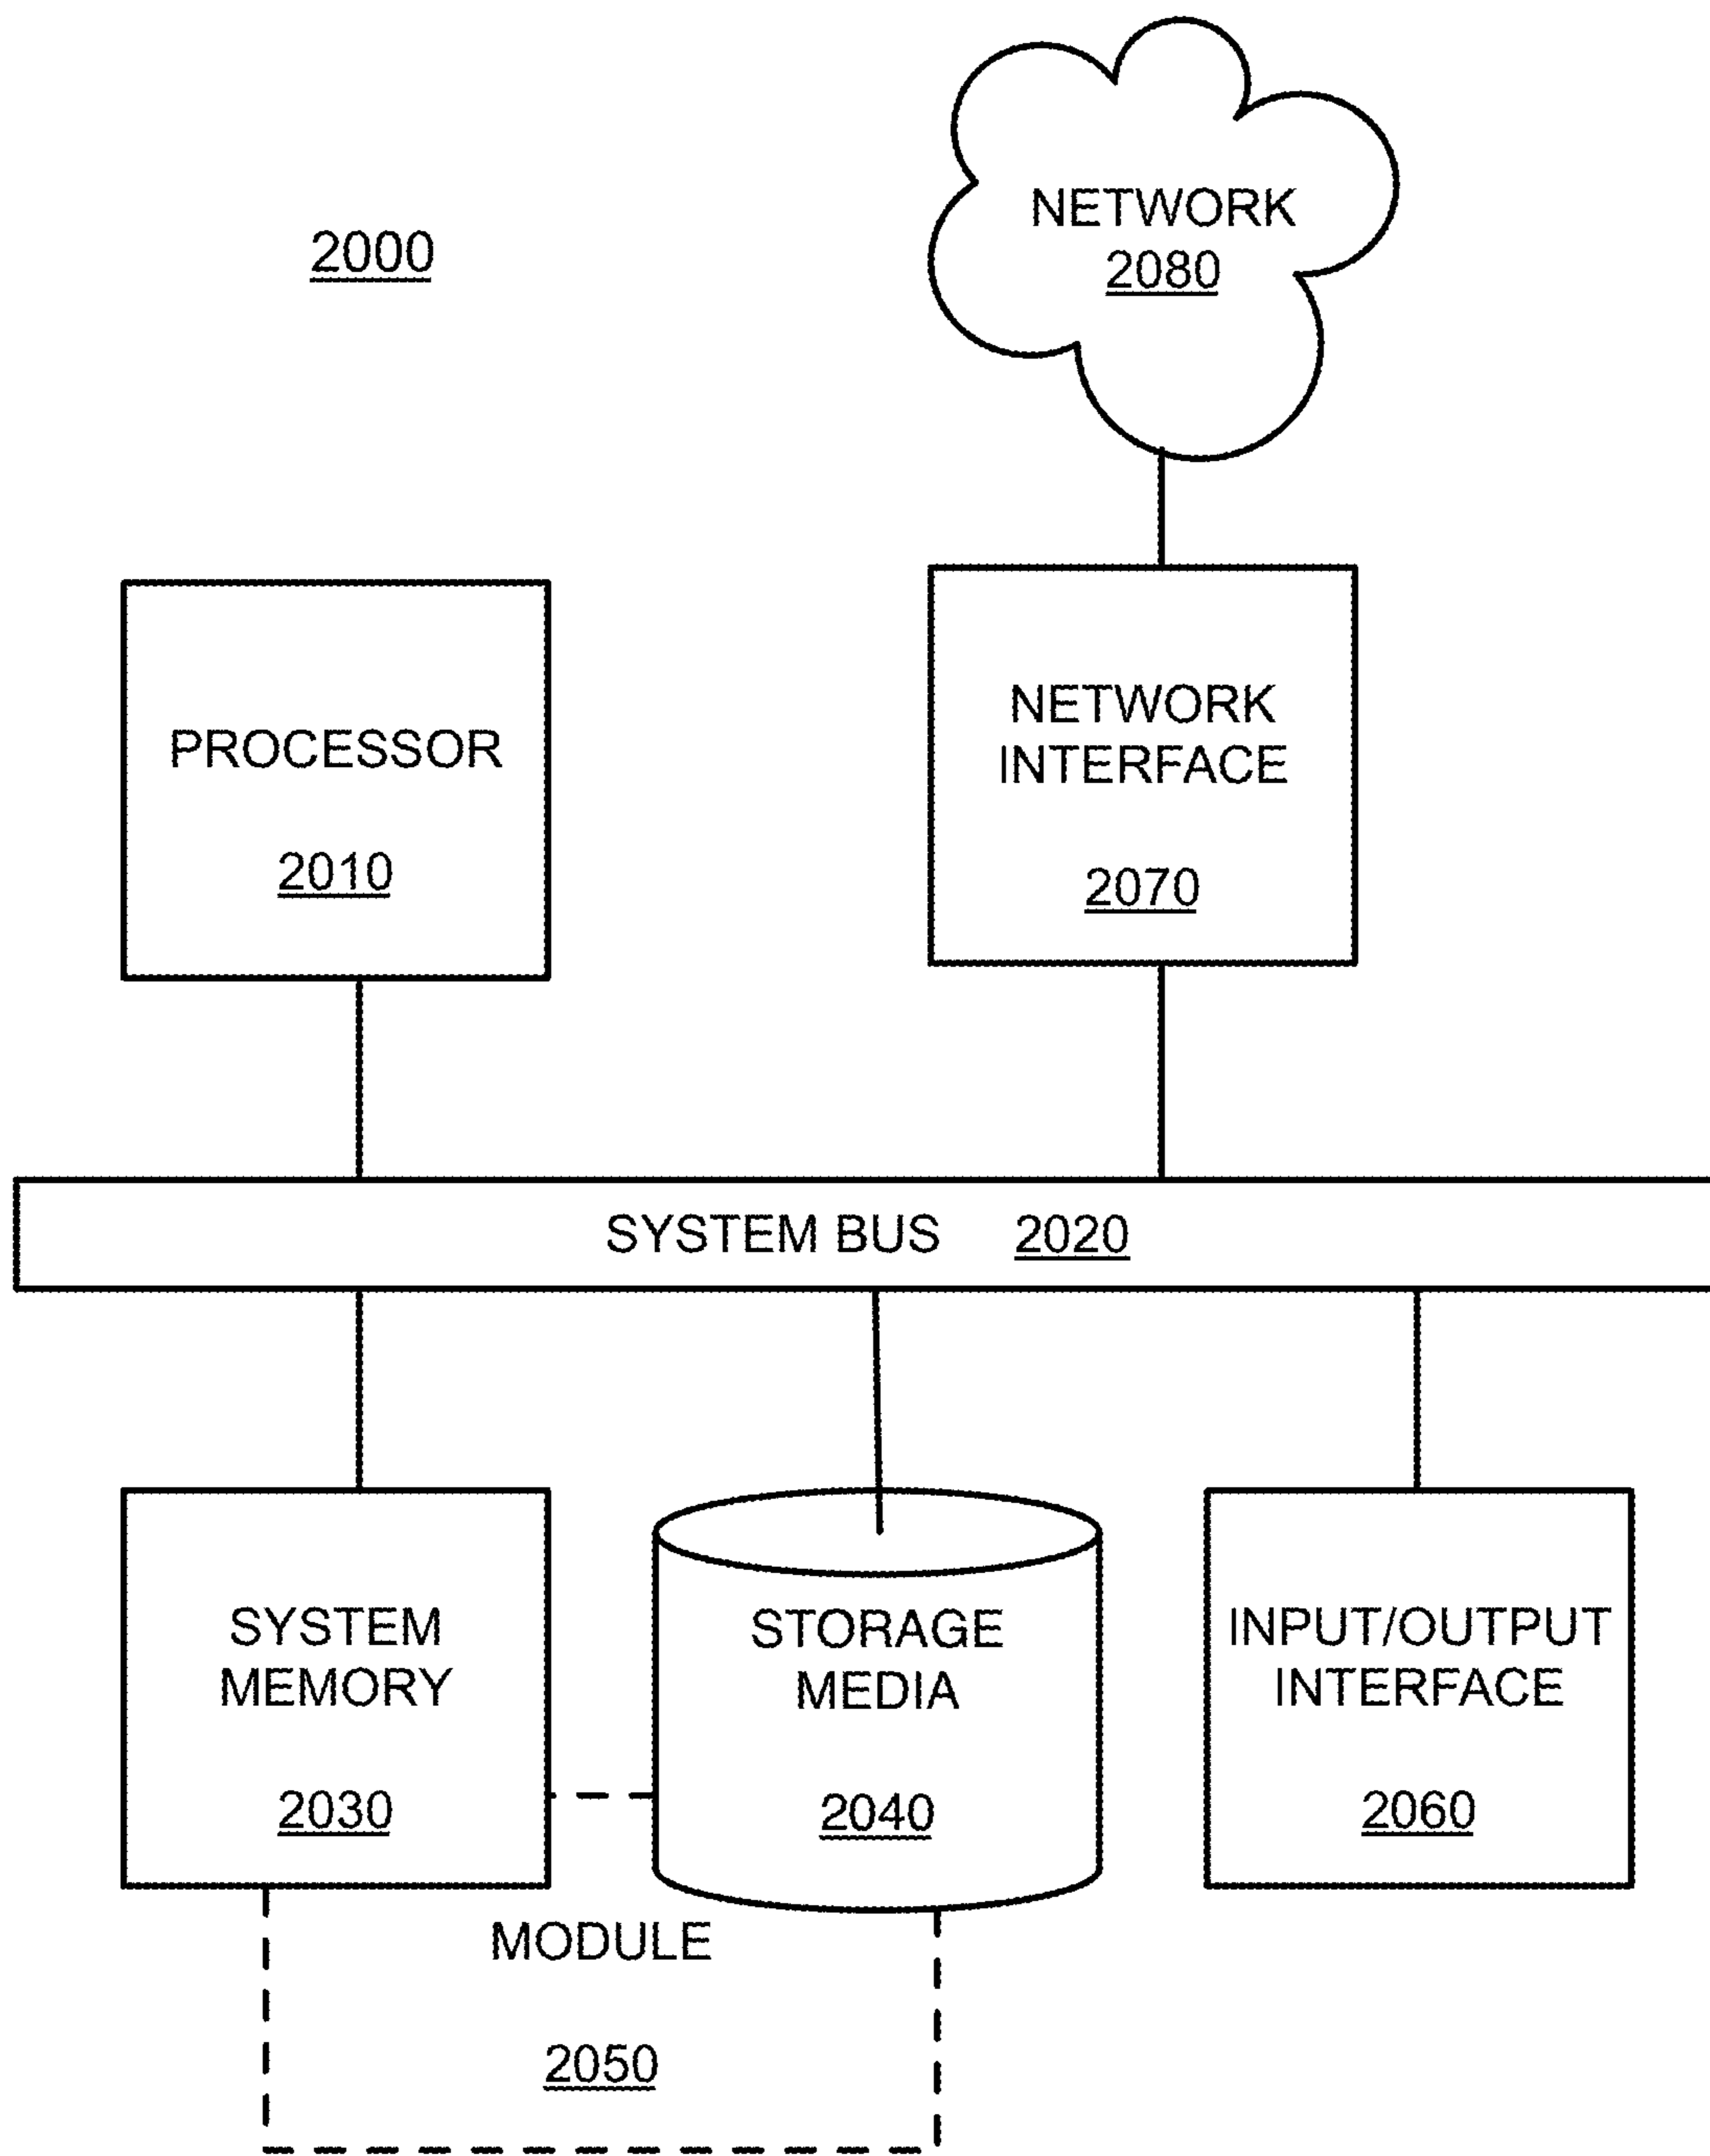 NETWORK
2080
2000
PROCESSOR
2010
NETWORK
INTERFACE
2070
SYSTEM BUS 2020
SYSTEM
MEMORY
2030
STORAGE
MEDIA
2040
INPUT/OUTPUT
INTERFACE
2060
MODULE
2050